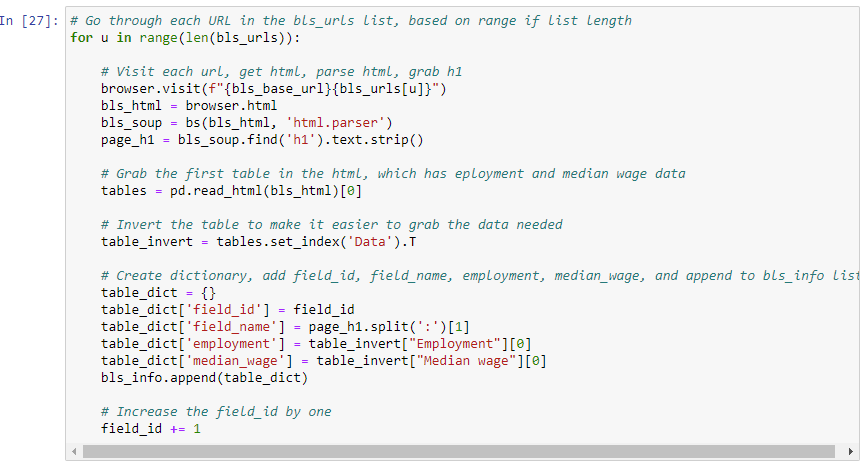 In [27]: # Go through each URL in the bls_urls list, based on range if list length
for u in range(len(bls_urls)):

    # Visit each url, get html, parse html, grab h1
    browser.visit(f"{bls_base_url}{bls_urls[u]}")
    bls_html = browser.html
    bls_soup = bs(bls_html, 'html.parser')
    page_h1 = bls_soup.find('h1').text.strip()

    # Grab the first table in the html, which has eployment and median wage data
    tables = pd.read_html(bls_html)[0]

    # Invert the table to make it easier to grab the data needed
    table_invert = tables.set_index('Data').T

    # Create dictionary, add field_id, field_name, employment, median_wage, and append to bls_info list
    table_dict = {}
    table_dict['field_id'] = field_id
    table_dict['field_name'] = page_h1.split(':')[1]
    table_dict['employment'] = table_invert["Employment"][0]
    table_dict['median_wage'] = table_invert["Median wage"][0]
    bls_info.append(table_dict)

    # Increase the field_id by one
    field_id += 1